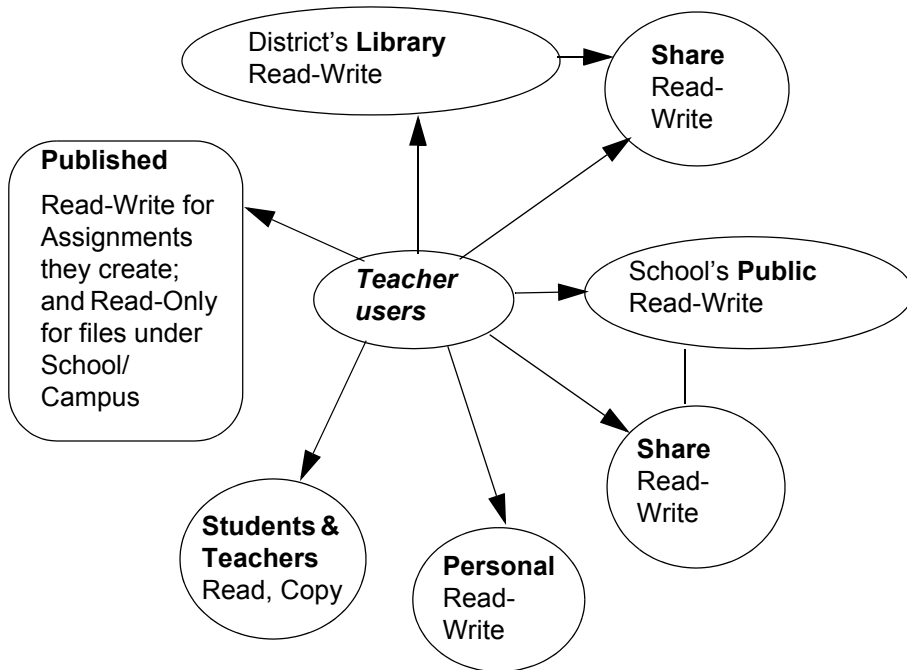 District's Library
Read-Write
Share
Read-
Write
Published
Read-Write for
Assignments
they create;
and Read-Only
for files under
School/
Campus
Teacher
users
School's Public
Read-Write
Share
Read-
Write
Students &
Teachers
Read, Copy
Personal
Read-
Write